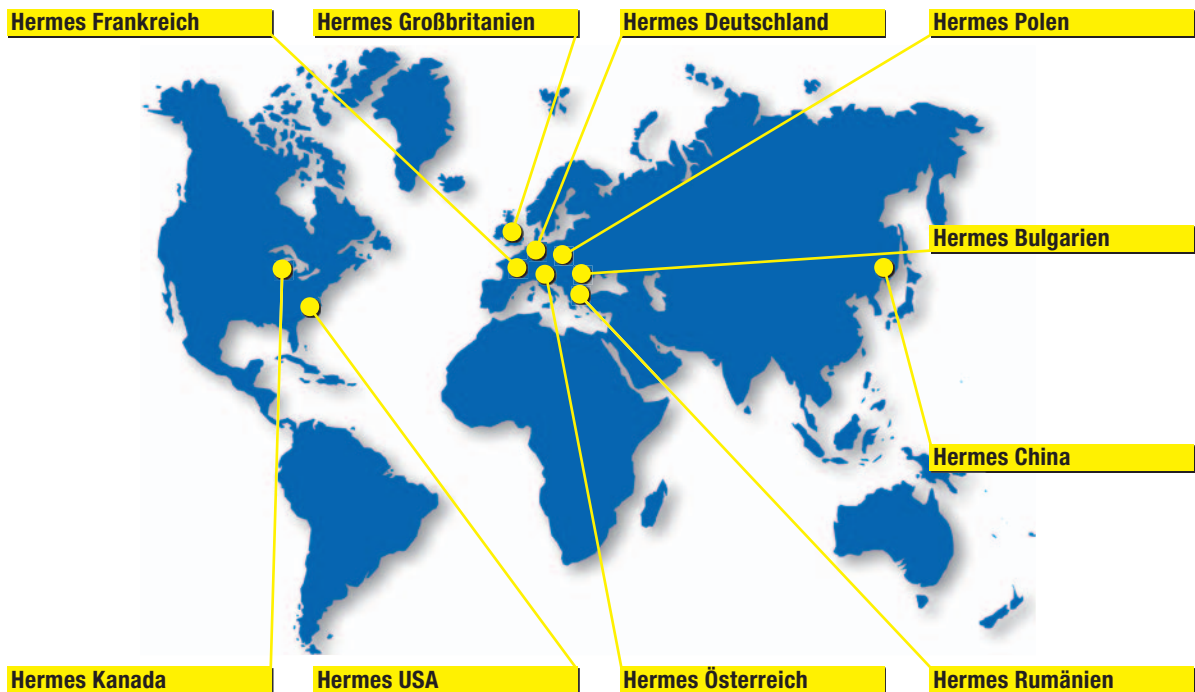 Hermes Frankreich
Hermes Großbritanien
Hermes Deutschland
Hermes Polen
Hermes Bulgarien
Hermes China
Hermes Kanada
Hermes USA
Hermes Österreich
Hermes Rumänien